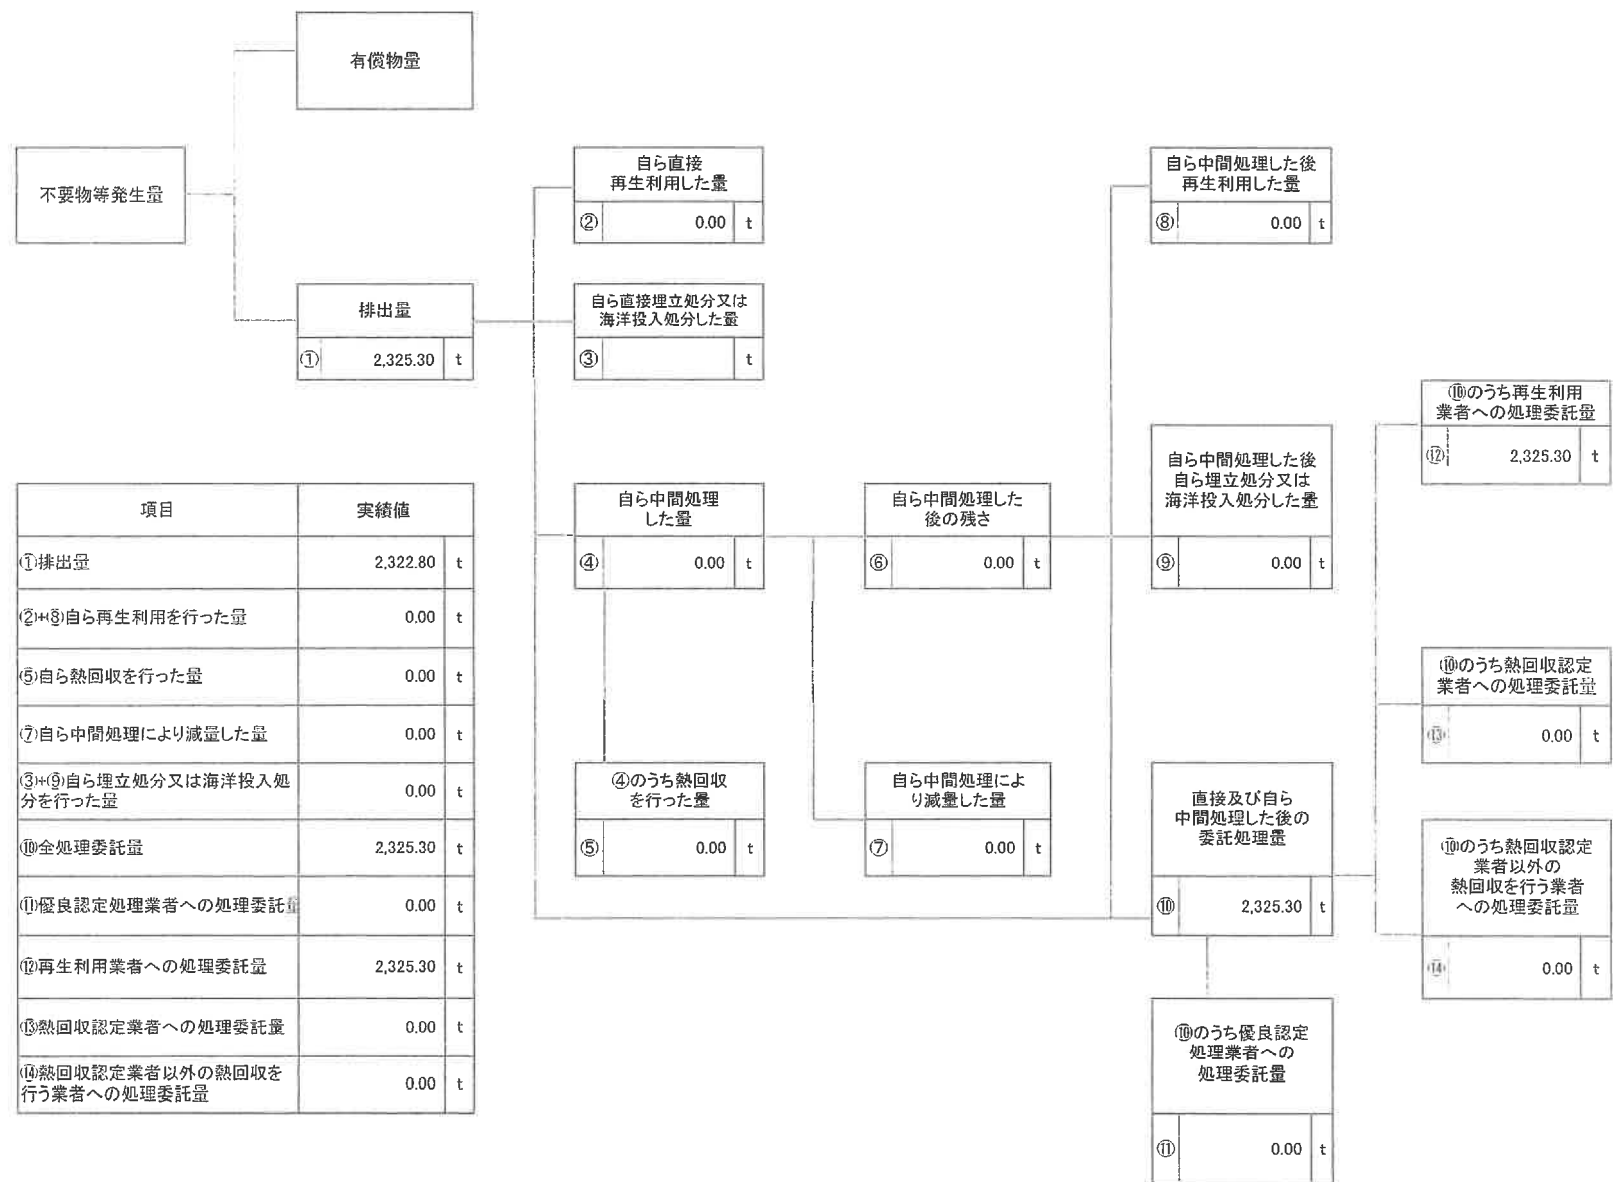 有償物量
不要物等発生量
排出量
① 2,325.30 t
自ら直接
再生利用した量
② 0.00 t
自ら直接埋立処分又は
海洋投入処分した量
③ t
自ら中間処理
した量
④ 0.00 t
④のうち熱回収
を行った量
⑤ 0.00 t
自ら中間処理した
後の残さ
⑥ 0.00 t
自ら中間処理によ
り減量した量
⑦ 0.00 t
自ら中間処理した後
再生利用した量
⑧ 0.00 t
自ら中間処理した後
自ら埋立処分又は
海洋投入処分した量
⑨ 0.00 t
直接及び自ら
中間処理した後の
委託処理量
⑩ 2,325.30 t
⑩のうち優良認定
処理業者への
処理委託量
⑪ 0.00 t
⑩のうち再生利用
業者への処理委託量
⑫ 2,325.30 t
⑩のうち熱回収認定
業者への処理委託量
⑬ 0.00 t
⑩のうち熱回収認定
業者以外の
熱回収を行う業者
への処理委託量
⑭ 0.00 t
項目 実績値
①排出量 2,322.80 t
②+⑧自ら再生利用を行った量 0.00 t
⑤自ら熱回収を行った量 0.00 t
⑦自ら中間処理により減量した量 0.00 t
③+⑨自ら埋立処分又は海洋投入処
分を行った量 0.00 t
⑩全処理委託量 2,325.30 t
⑪優良認定処理業者への処理委託量 0.00 t
⑫再生利用業者への処理委託量 2,325.30 t
⑬熱回収認定業者への処理委託量 0.00 t
⑭熱回収認定業者以外の熱回収を
行う業者への処理委託量 0.00 t